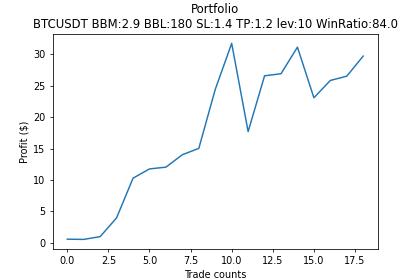 Portfolio
BTCUSDT BBM:2.9 BBL:180 SL:1.4 TP:1.2 lev:10 WinRatio:84.0
30
25
20
15
10
5
0
Profit ($)
0.0 2.5 5.0 7.5 10.0 12.5 15.0 17.5
Trade counts